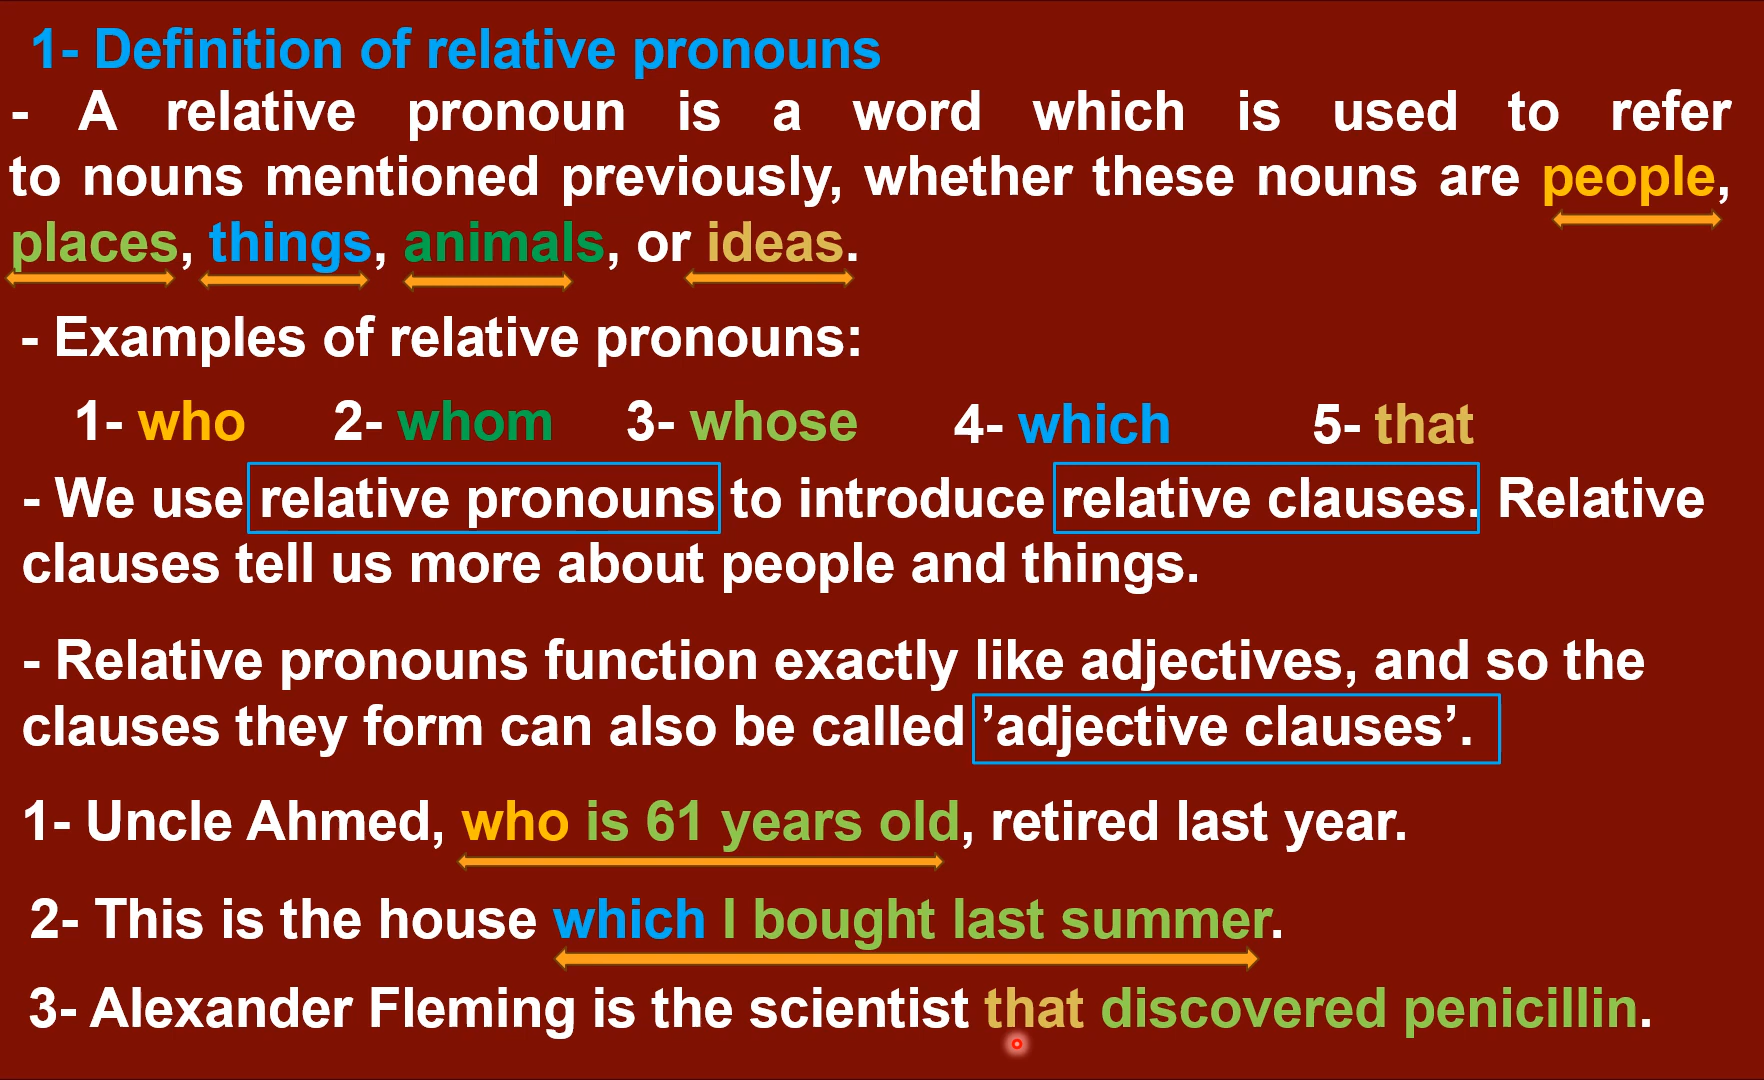 1- Definition of relative pronouns
- A relative pronoun is a word which is used to refer
to nouns mentioned previously, whether these nouns are people,
places, things, animals, or ideas.
- Examples of relative pronouns:
1- who 2- whom 3- whose 4- which 5- that
- We use relative pronouns to introduce relative clauses. Relative
clauses tell us more about people and things.
- Relative pronouns function exactly like adjectives, and so the
clauses they form can also be called ’adjective clauses’.
1- Uncle Ahmed, who is 61 years old, retired last year.
2- This is the house which I bought last summer.
3- Alexander Fleming is the scientist that discovered penicillin.